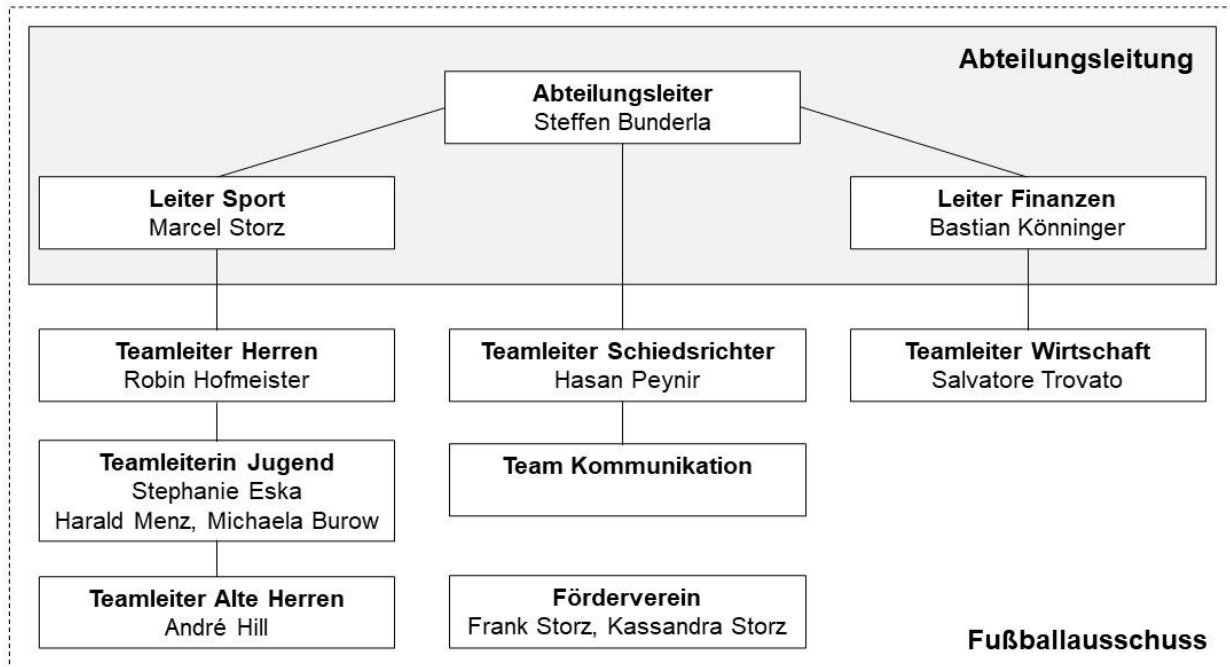 Abteilungsleitung
Abteilungsleiter
Steffen Bunderla
Leiter Sport
Marcel Storz
Leiter Finanzen
Bastian Könninger
Teamleiter Herren
Robin Hofmeister
Teamleiter Schiedsrichter
Hasan Peynir
Teamleiter Wirtschaft
Salvatore Trovato
Teamleiterin Jugend
Stephanie Eska
Harald Menz, Michaela Burow
Team Kommunikation
Teamleiter Alte Herren
André Hill
Förderverein
Frank Storz, Kassandra Storz
Fußballausschuss